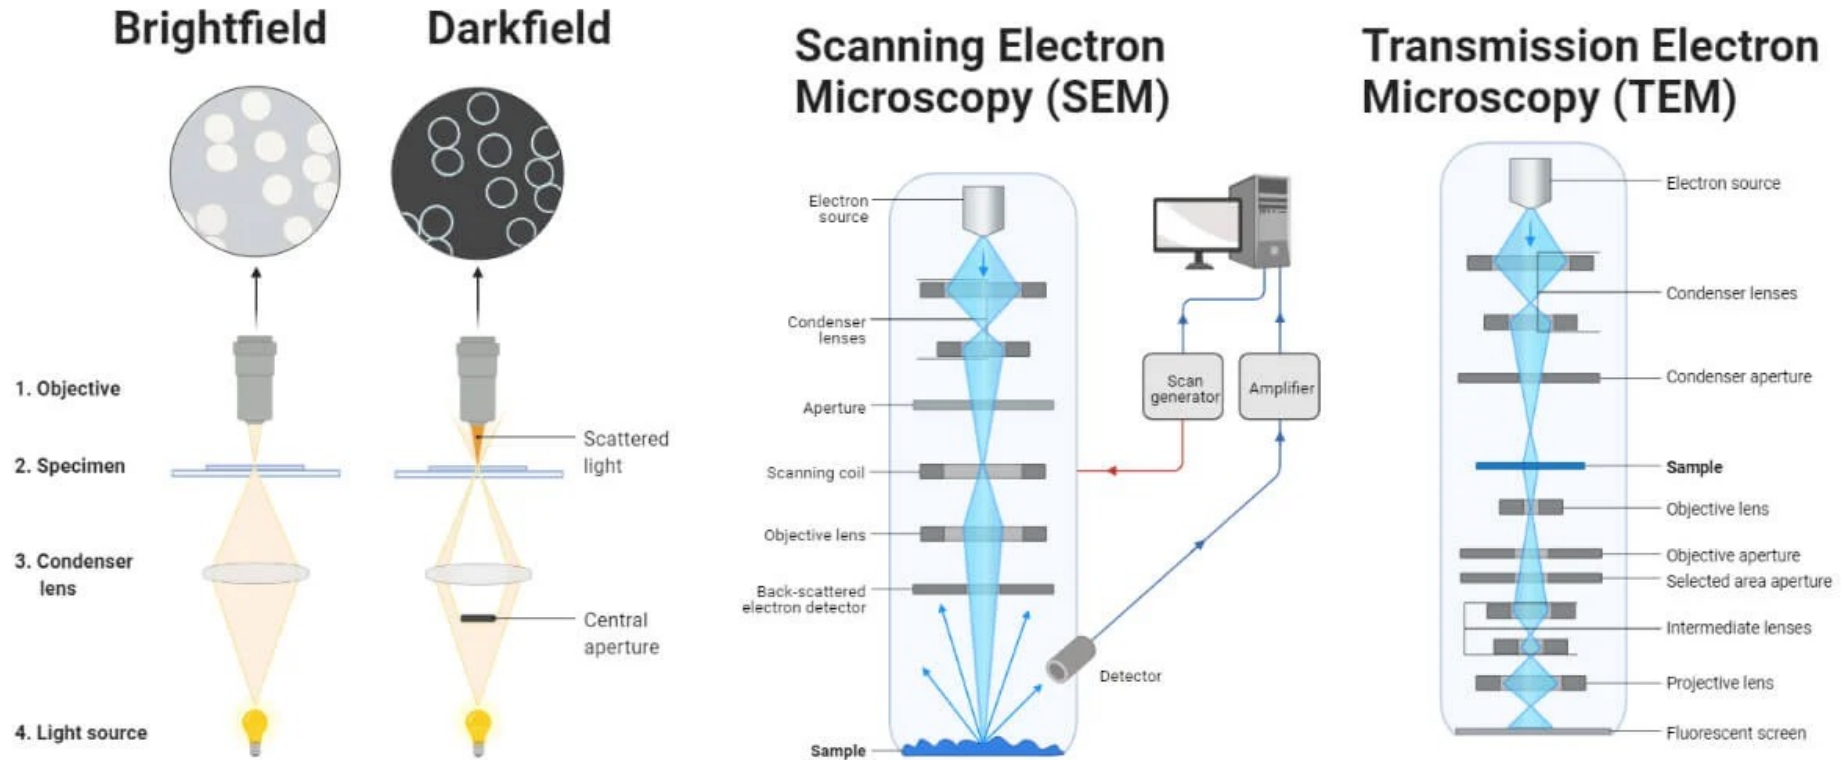 Brightfield
Darkfield
1. Objective
2. Specimen
3. Condenser
lens
4. Light source
Scattered
light
Central
aperture
Scanning Electron
Microscopy (SEM)
Electron
source
Condenser
lenses
Aperture
Scanning coil
Objective lens
Back-scattered
electron detector
Sample
Scan
generator
Amplifier
Detector
Transmission Electron
Microscopy (TEM)
Electron source
Condenser lenses
Condenser aperture
Sample
Objective lens
Objective aperture
Selected area aperture
Intermediate lenses
Projective lens
Fluorescent screen